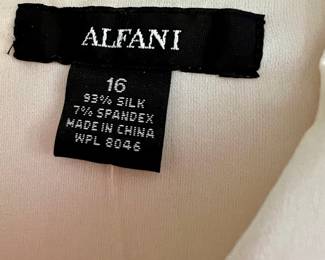 ALFANI
16
93% SILK
7% SPANDEX
MADE IN CHINA
WPL 8046